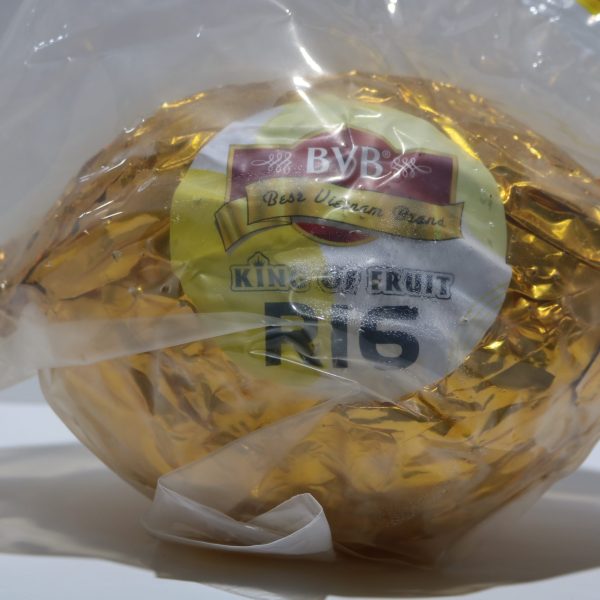 BVB®
Best Vietnam Brand
KING OF FRUIT
RI6